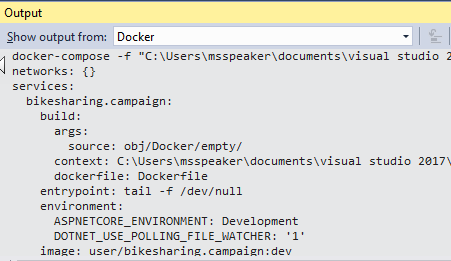 Output
Show output from: Docker
docker-compose -f "C:\Users\msspeaker\documents\visual studio 2
networks: {}
services:
bikesharing.campaign:
build:
args:
source: obj/Docker/empty/
context: C:\Users\msspeaker\documents\visual studio 2017\
dockerfile: Dockerfile
entrypoint: tail -f /dev/null
environment:
ASPNETCORE_ENVIRONMENT: Development
DOTNET_USE_POLLING_FILE_WATCHER: '1'
image: user/bikesharing.campaign:dev